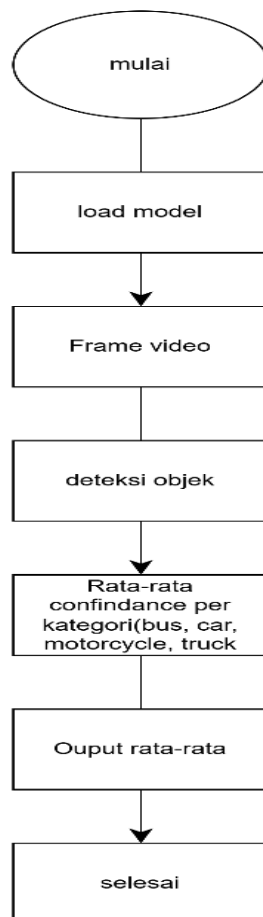 mulai
load model
Frame video
deteksi objek
Rata-rata
confindance per
kategori(bus, car,
motorcycle, truck
Ouput rata-rata
selesai